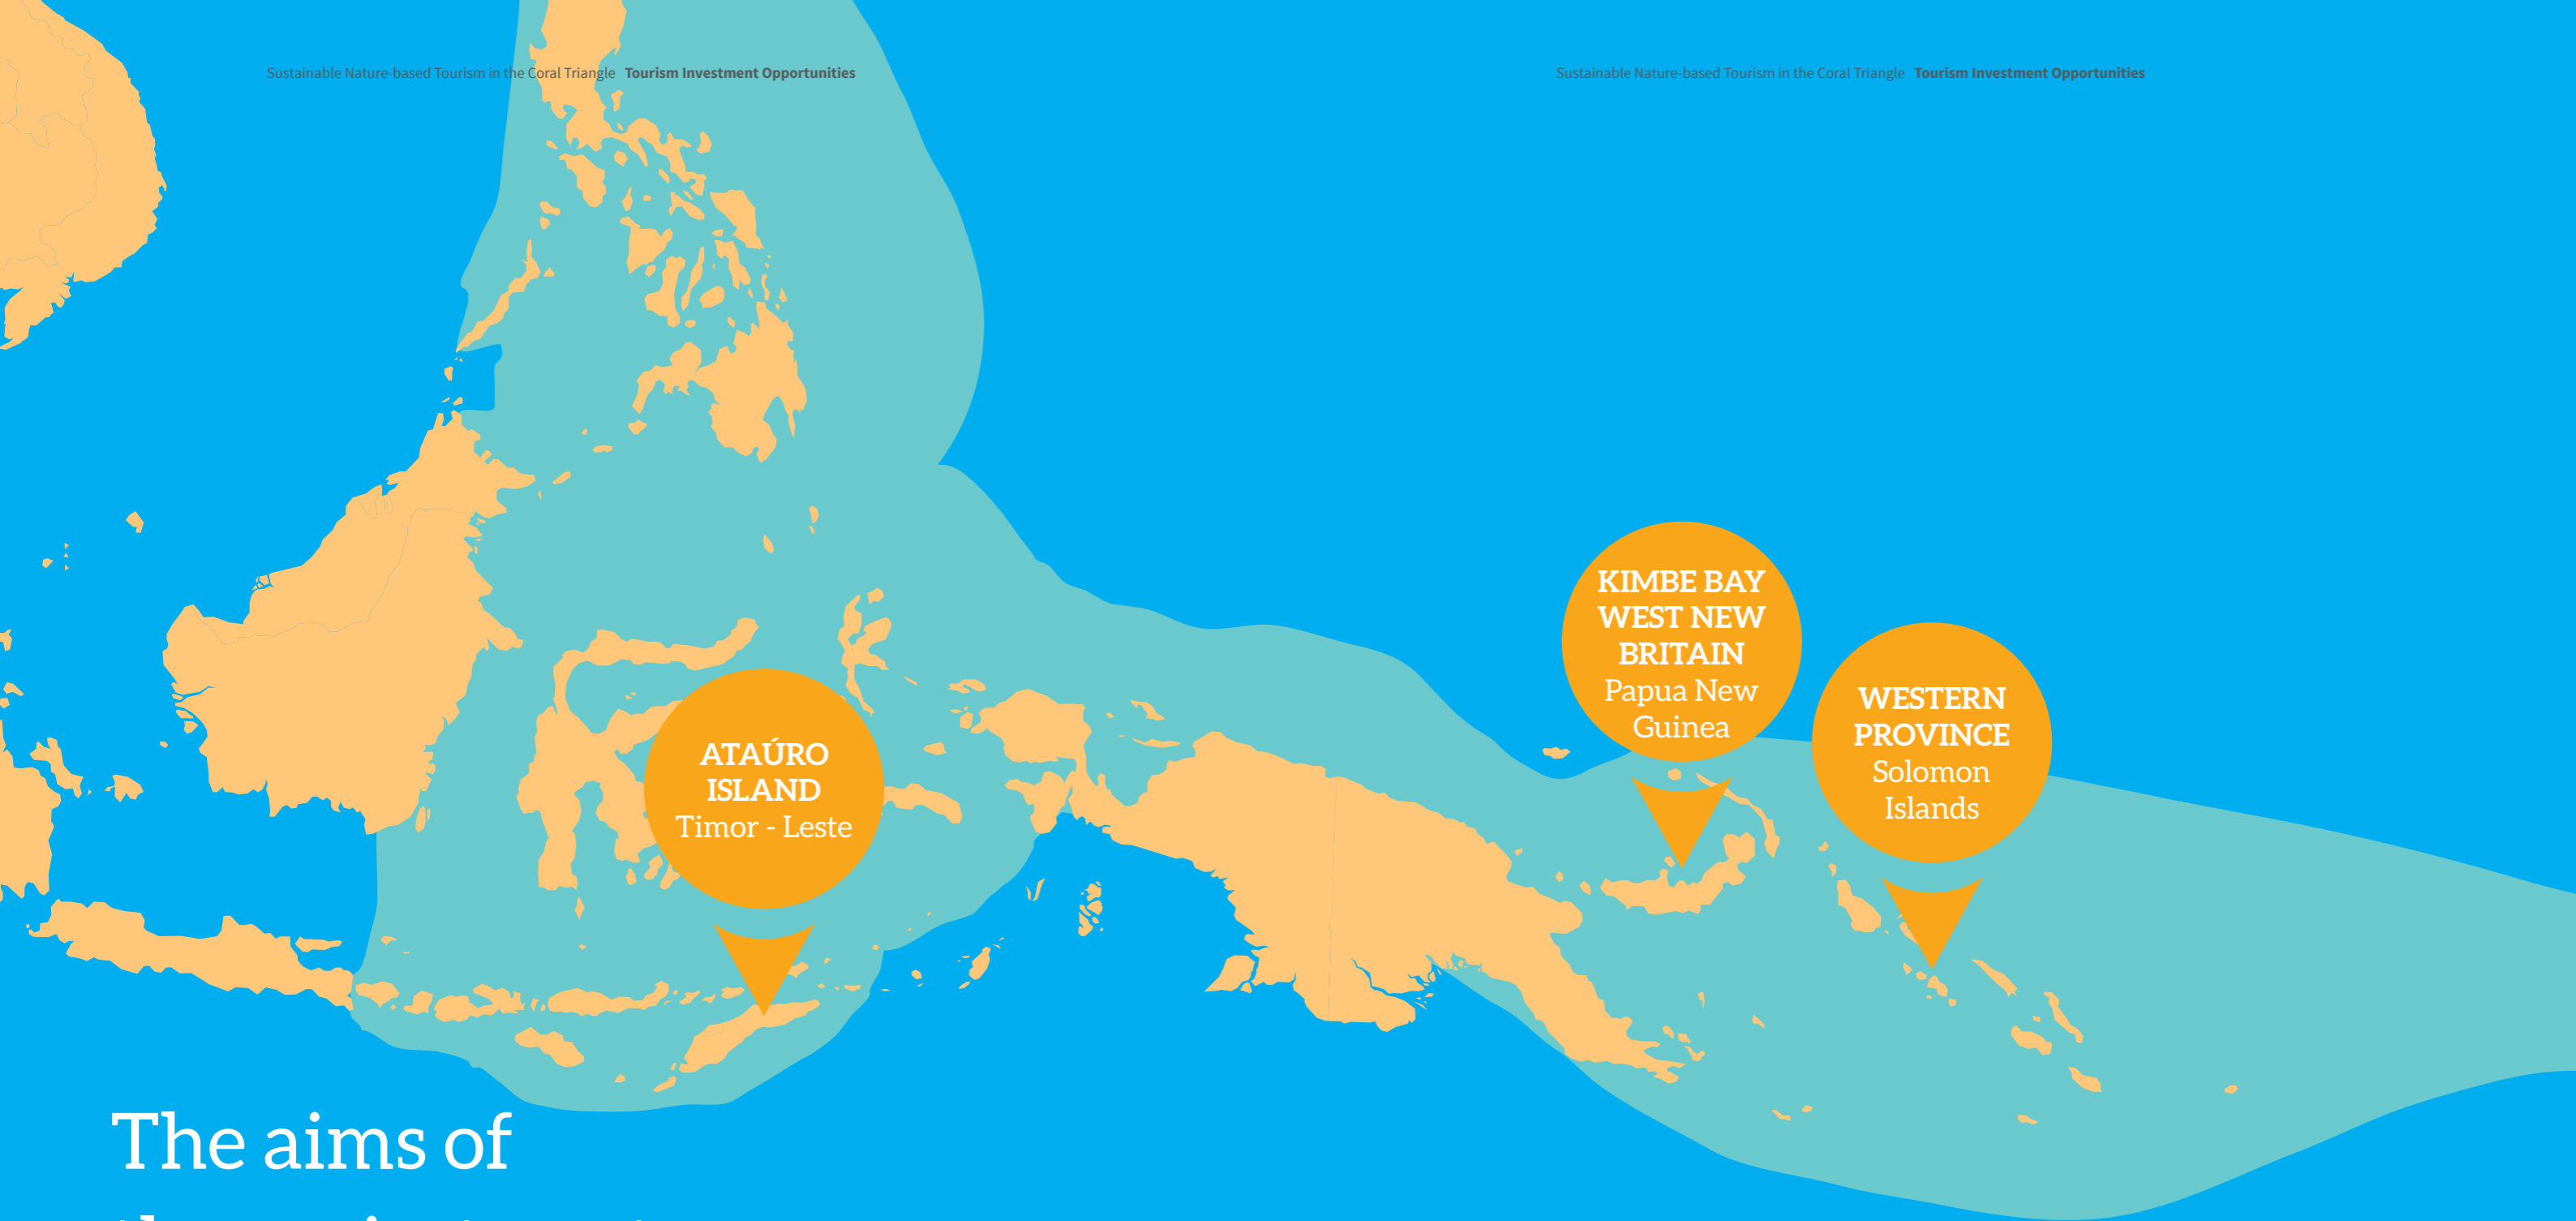 Sustainable Nature-based Tourism in the Coral Triangle Tourism Investment Opportunities
Sustainable Nature-based Tourism in the Coral Triangle Tourism Investment Opportunities
KIMBE BAY
WEST NEW
BRITAIN
Papua New
Guinea
WESTERN
PROVINCE
Solomon
Islands
ATAÚRO
ISLAND
Timor - Leste
The aims of